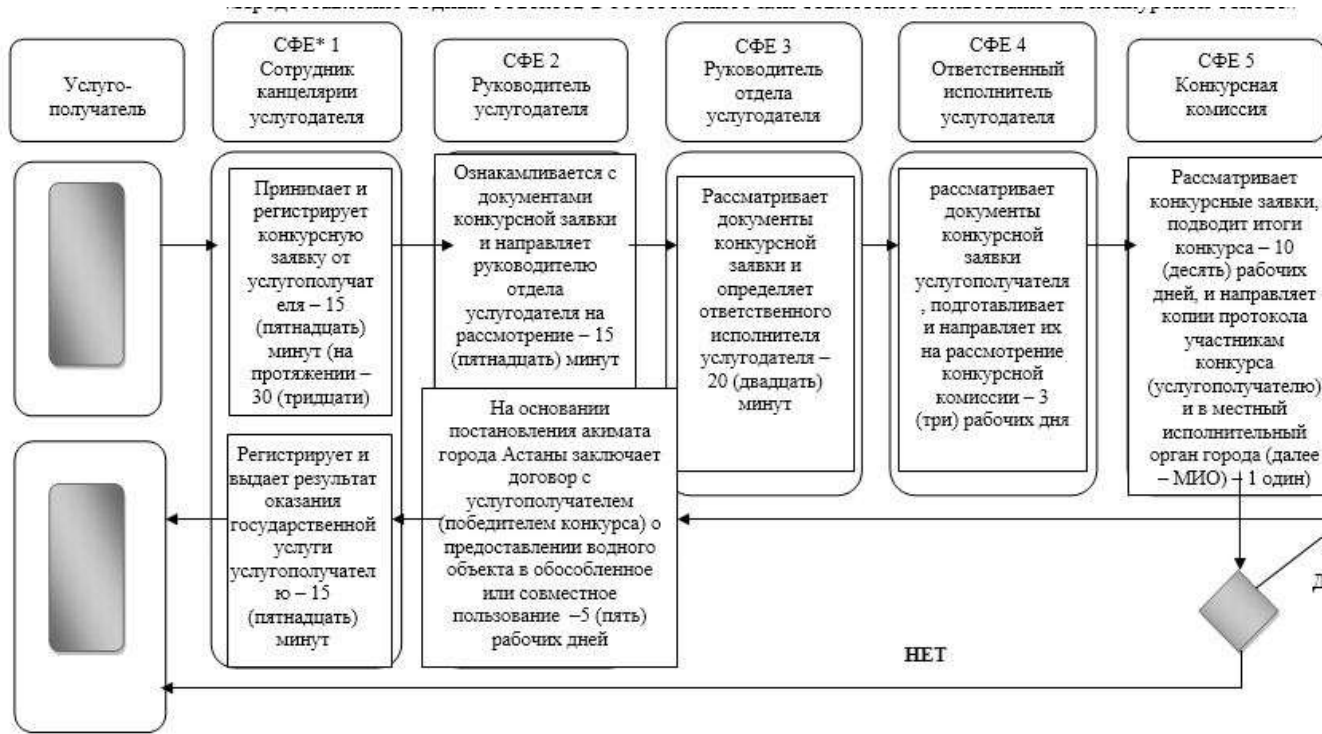 Услуго-
получатель
СФЕ* 1
Сотрудник
канцелярии
услугодателя
СФЕ 2
Руководитель
услугодателя
СФЕ 3
Руководитель
отдела
услугодателя
СФЕ 4
Ответственный
исполнитель
услугодателя
СФЕ 5
Конкурсная
комиссия
Принимает и
регистрирует
конкурсную
заявку от
услугополучат
еля – 15
(пятнадцать)
минут (на
протяжении –
30 (тридцати)
Ознакамливается с
документами
конкурсной заявки
и направляет
руководителю
отдела
услугодателя на
рассмотрение – 15
(пятнадцать) минут
Рассматривает
документы
конкурсной
заявки и
определяет
ответственного
исполнителя
услугодателя –
20 (двадцать)
минут
рассматривает
документы
конкурсной
заявки
услугополучателя
, подготавливает
и направляет их
на рассмотрение
конкурсной
комиссии – 3
(три) рабочих дня
Рассматривает
конкурсные заявки,
подводит итоги
конкурса – 10
(десять) рабочих
дней, и направляет
копии протокола
участникам
конкурса
(услугополучателю)
и в местный
исполнительный
орган города (далее
– МИО) – 1 один)
Регистрирует и
выдает результат
оказания
государственной
услуги
услугополучател
ю – 15
(пятнадцать)
минут
На основании
постановления акимата
города Астаны заключает
договор с
услугополучателем
(победителем конкурса) о
предоставлении водного
объекта в обособленное
или совместное
пользование –5 (пять)
рабочих дней
НЕТ